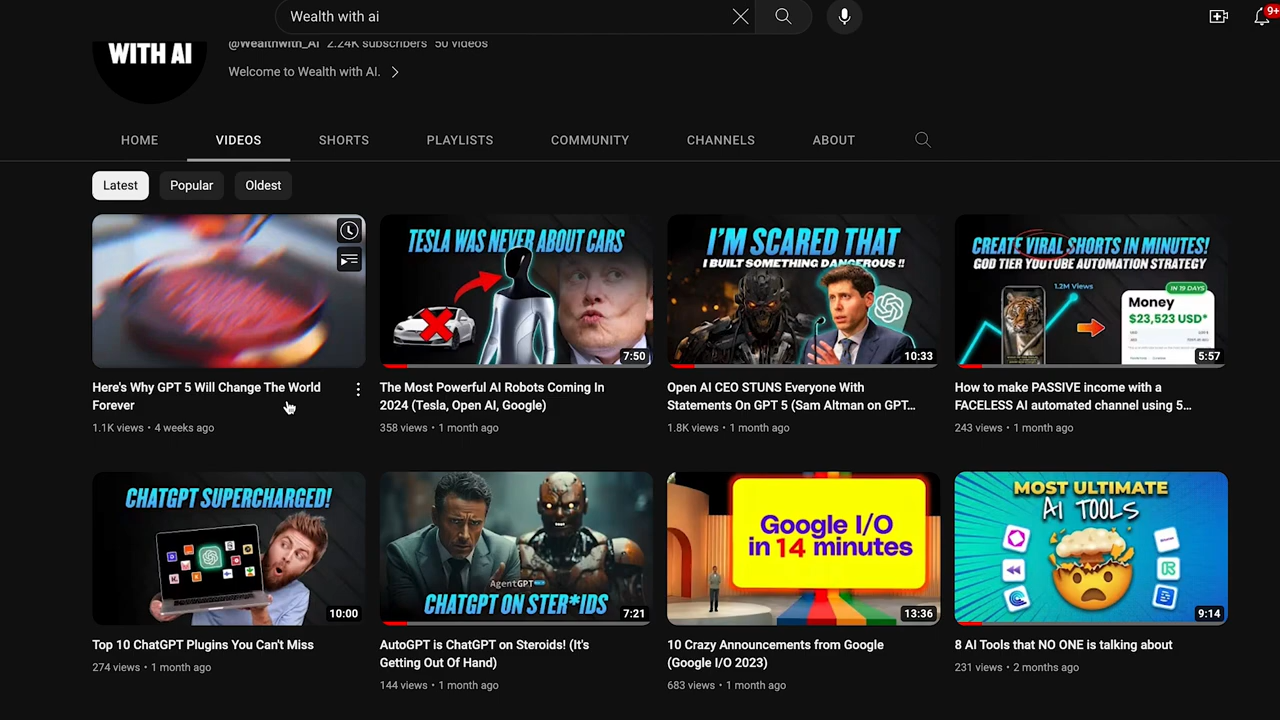 Wealth with ai
9+
WITH AI
@Wealthwith_AI 2.24K subscribers 50 videos
Welcome to Wealth with AI.
HOME VIDEOS SHORTS PLAYLISTS COMMUNITY CHANNELS ABOUT
Latest Popular Oldest
TESLA WAS NEVER ABOUT CARS
7:50
I'M SCARED THAT
I BUILT SOMETHING DANGEROUS !!
10:33
CREATE VIRAL SHORTS IN MINUTES!
GOD TIER YOUTUBE AUTOMATION STRATEGY
1.2M Views
IN 19 DAYS
Money
$23,523 USD*
5:57
Here's Why GPT 5 Will Change The World
Forever
1.1K views • 4 weeks ago
The Most Powerful AI Robots Coming In
2024 (Tesla, Open AI, Google)
358 views • 1 month ago
Open AI CEO STUNS Everyone With
Statements On GPT 5 (Sam Altman on GPT...
1.8K views • 1 month ago
How to make PASSIVE income with a
FACELESS AI automated channel using 5...
243 views • 1 month ago
CHATGPT SUPERCHARGED!
10:00
AgentGPT
CHATGPT ON STER*IDS
7:21
Google I/O
in 14 minutes
13:36
MOST ULTIMATE
AI TOOLS
9:14
Top 10 ChatGPT Plugins You Can't Miss
274 views • 1 month ago
AutoGPT is ChatGPT on Steroids! (It's
Getting Out Of Hand)
144 views • 1 month ago
10 Crazy Announcements from Google
(Google I/O 2023)
683 views • 1 month ago
8 AI Tools that NO ONE is talking about
231 views • 2 months ago